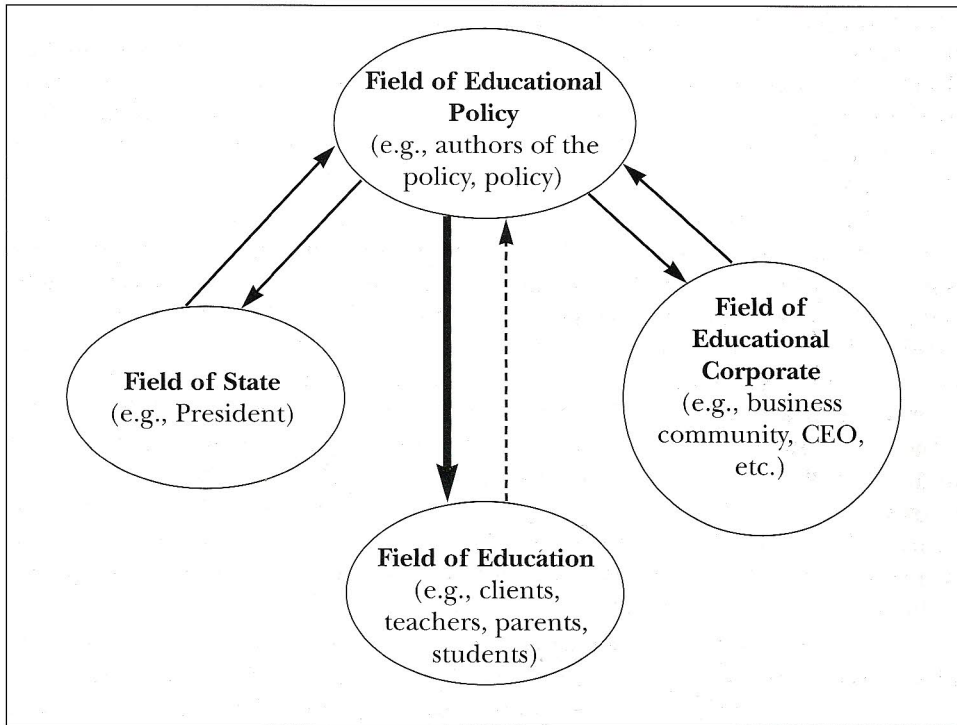 Field of Educational
Policy
(e.g., authors of the
policy, policy)
Field of State
(e.g., President)
Field of
Educational
Corporate
(e.g., business
community, CEO,
etc.)
Field of Education
(e.g., clients,
teachers, parents,
students)